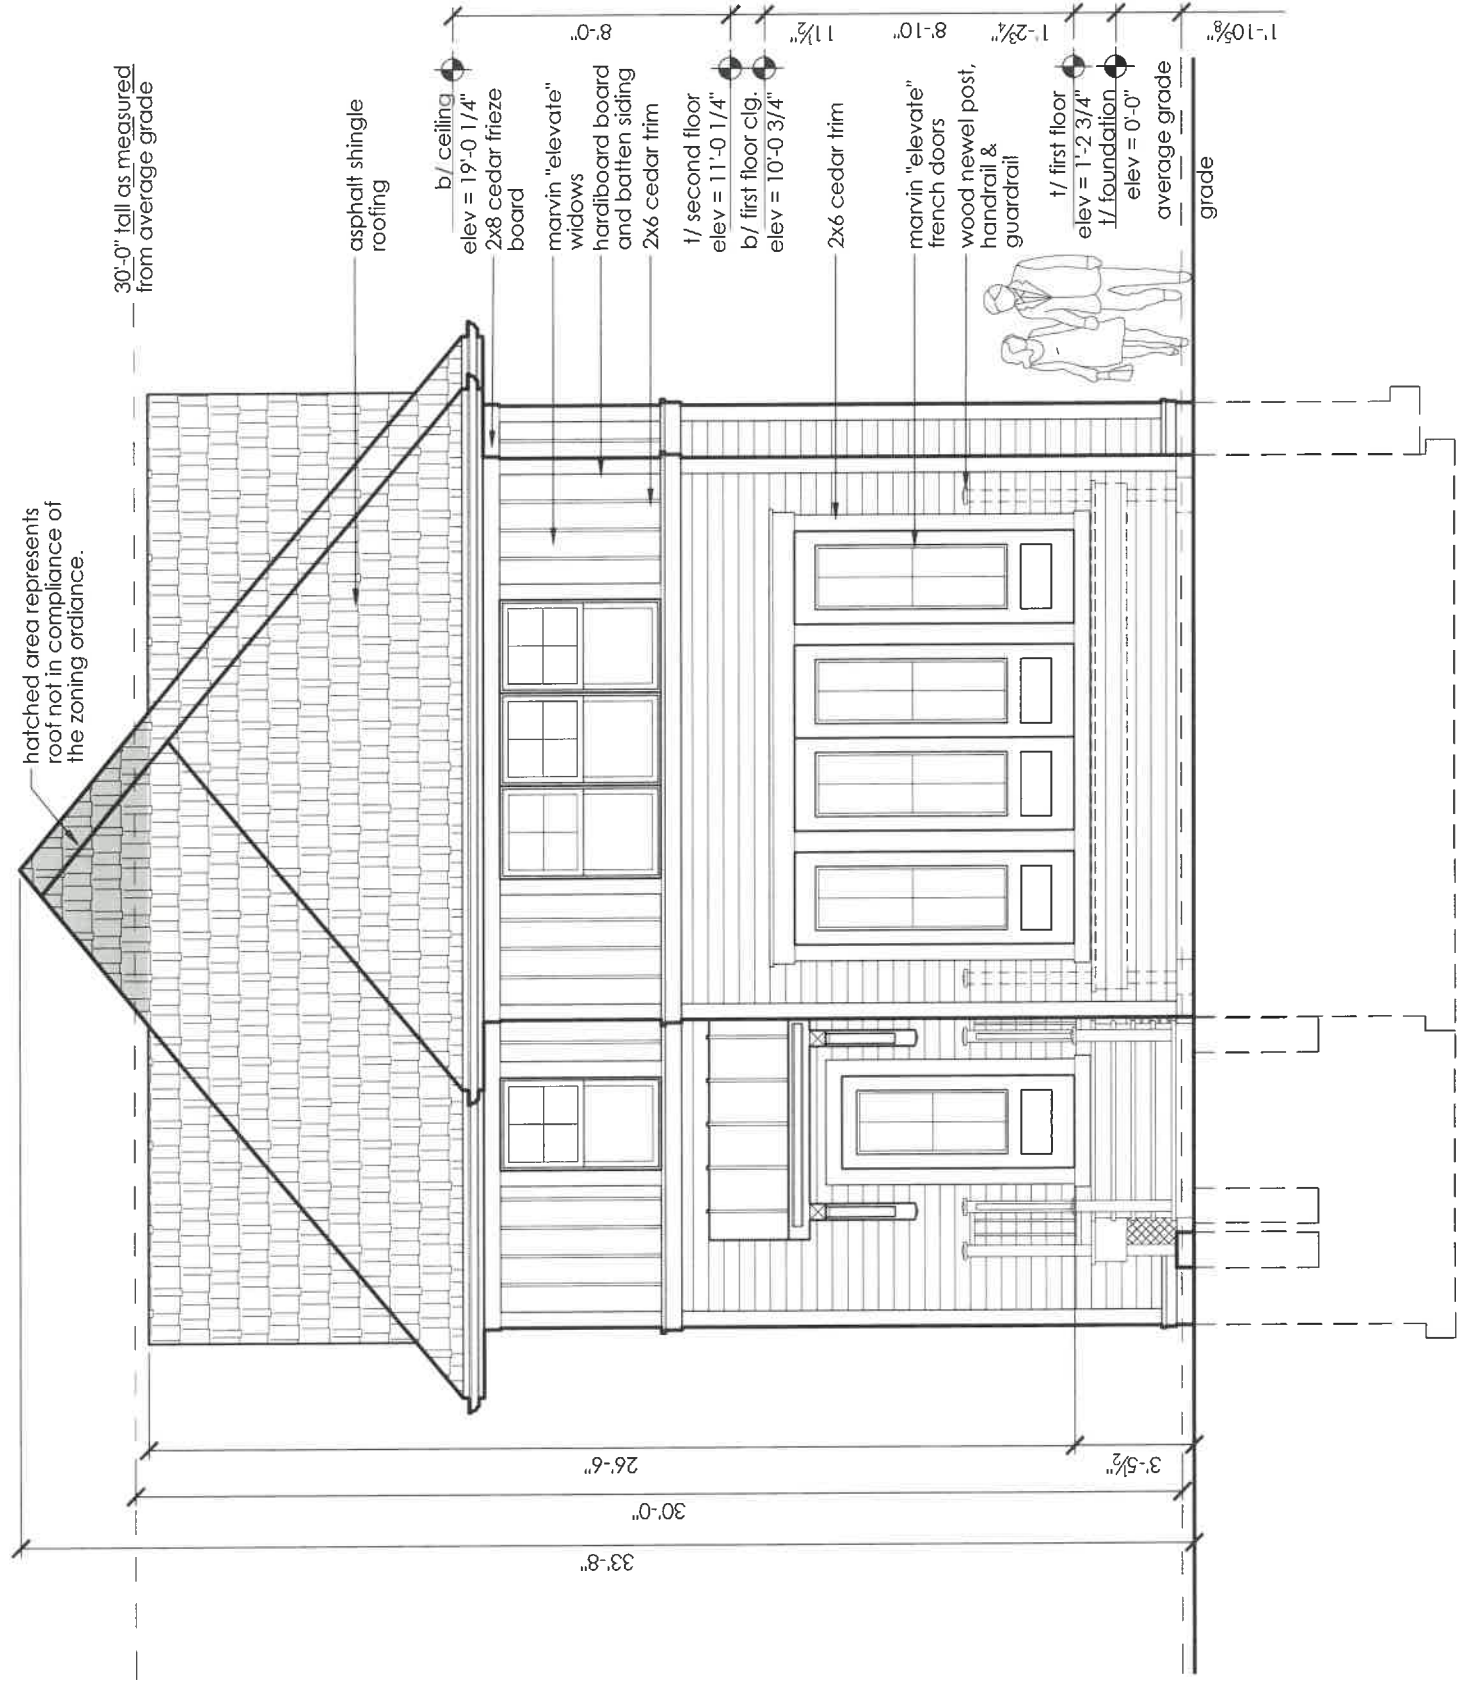 hatched area represents
roof not in compliance of
the zoning ordiance.
30'-0" tall as measured
from average grade
asphalt shingle
roofing
b/ ceiling
elev = 19'-0 1/4"
2x8 cedar frieze
board
marvin "elevate"
widows
hardiboard board
and batten siding
2x6 cedar trim
t/ second floor
elev = 11'-0 1/4"
b/ first floor clg.
elev = 10'-0 3/4"
2x6 cedar trim
marvin "elevate"
french doors
wood newel post,
handrail &
guardrail
t/ first floor
elev = 1'-2 3/4"
t/ foundation
elev = 0'-0"
average grade
grade
8'-0"
11½"
8'-10"
1'-2¾"
1'-10⅝"
26'-6"
3'-5½"
30'-0"
33'-8"